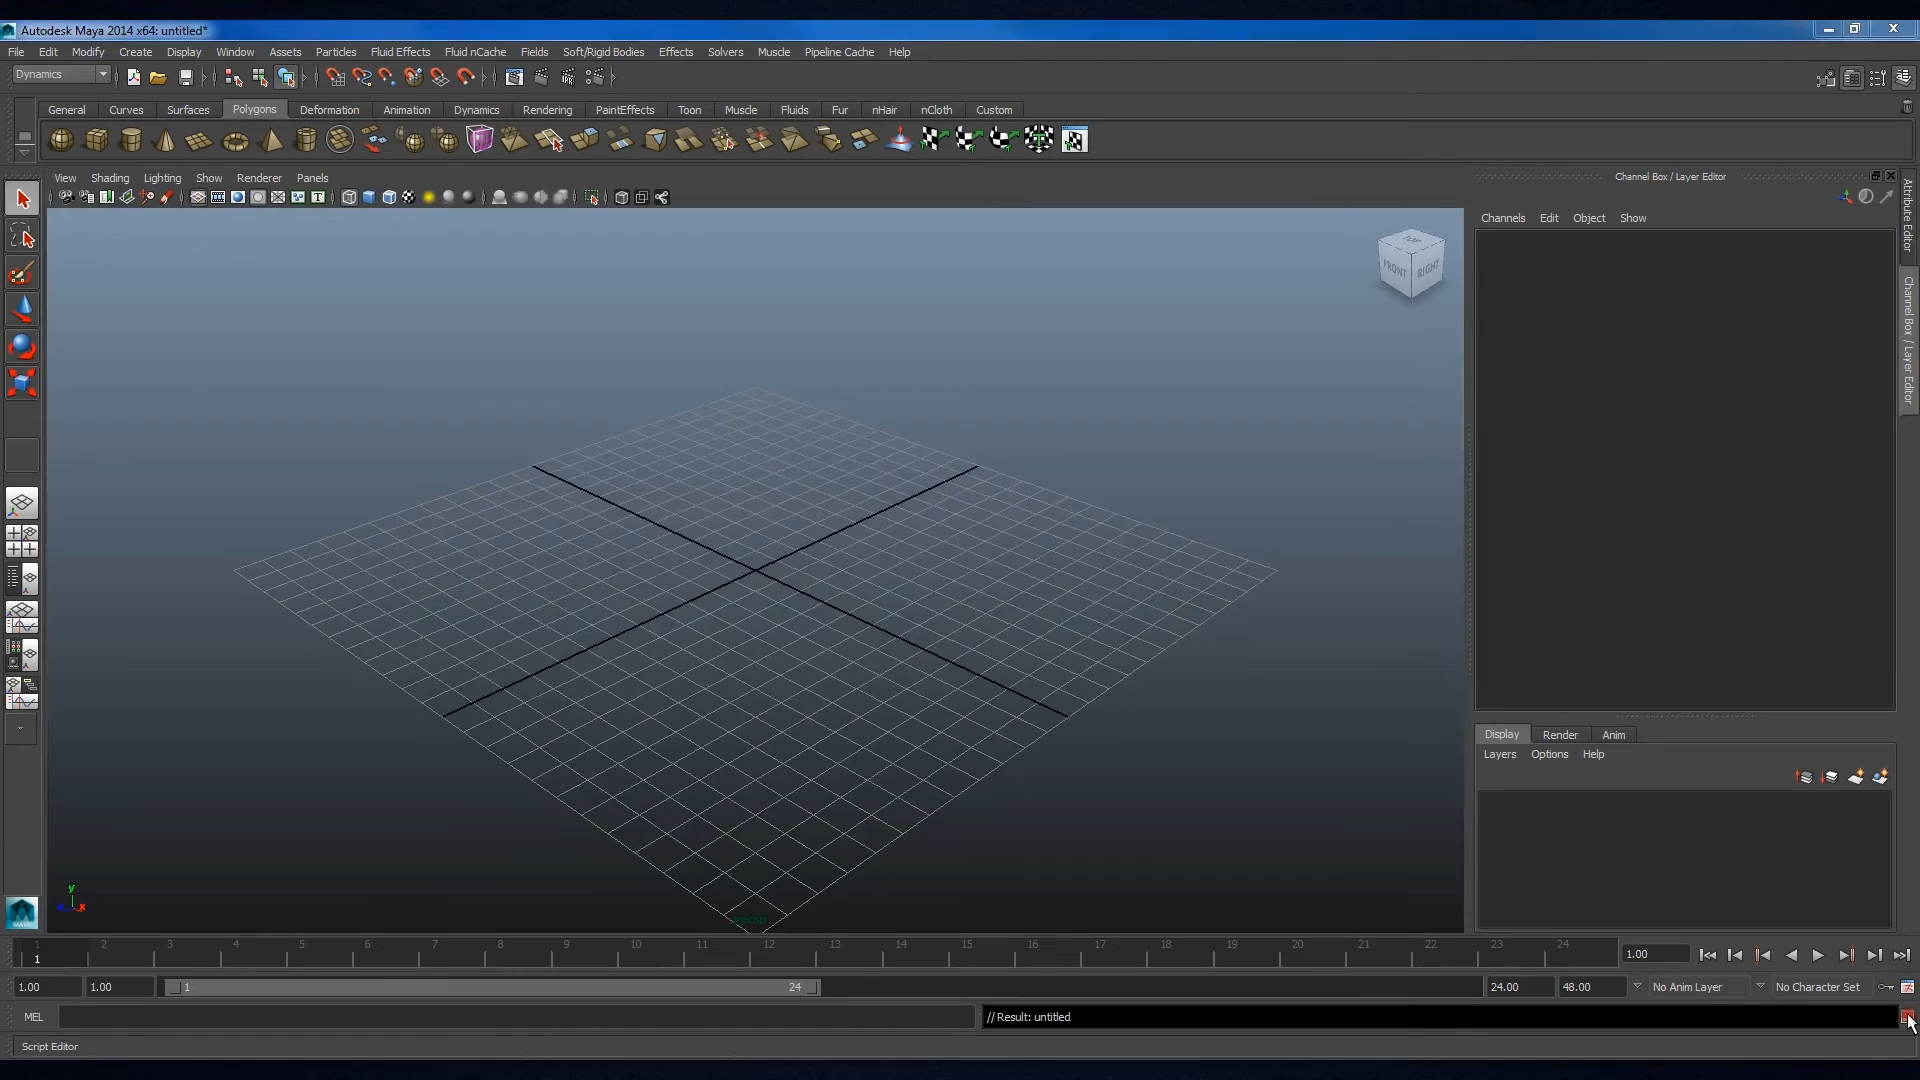 Autodesk Maya 2014 x64: untitled*
File Edit Modify Create Display Window Assets Particles Fluid Effects Fluid nCache Fields Soft/Rigid Bodies Effects Solvers Muscle Pipeline Cache Help
Dynamics
General Curves Surfaces Polygons Deformation Animation Dynamics Rendering PaintEffects Toon Muscle Fluids Fur nHair nCloth Custom
View Shading Lighting Show Renderer Panels
Channel Box / Layer Editor
Channels Edit Object Show
Attribute Editor
Channel Box / Layer Editor
TOP
FRONT RIGHT
Display Render Anim
Layers Options Help
y
x
persp
1 2 3 4 5 6 7 8 9 10 11 12 13 14 15 16 17 18 19 20 21 22 23 24
1
1.00
1.00 1.00 1 24 24.00 48.00 No Anim Layer No Character Set
MEL // Result: untitled
Script Editor